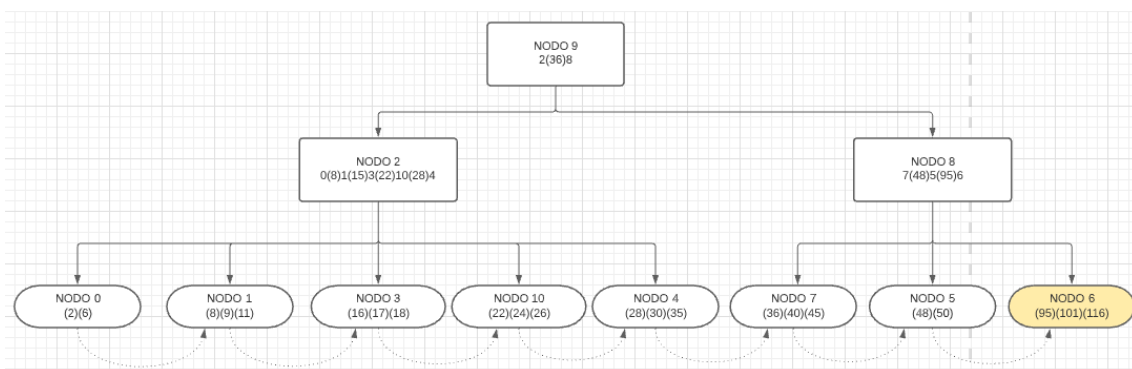 NODO 9
2(36)8
NODO 2
0(8)1(15)3(22)10(28)4
NODO 8
7(48)5(95)6
NODO 0
(2)(6)
NODO 1
(8)(9)(11)
NODO 3
(16)(17)(18)
NODO 10
(22)(24)(26)
NODO 4
(28)(30)(35)
NODO 7
(36)(40)(45)
NODO 5
(48)(50)
NODO 6
(95)(101)(116)